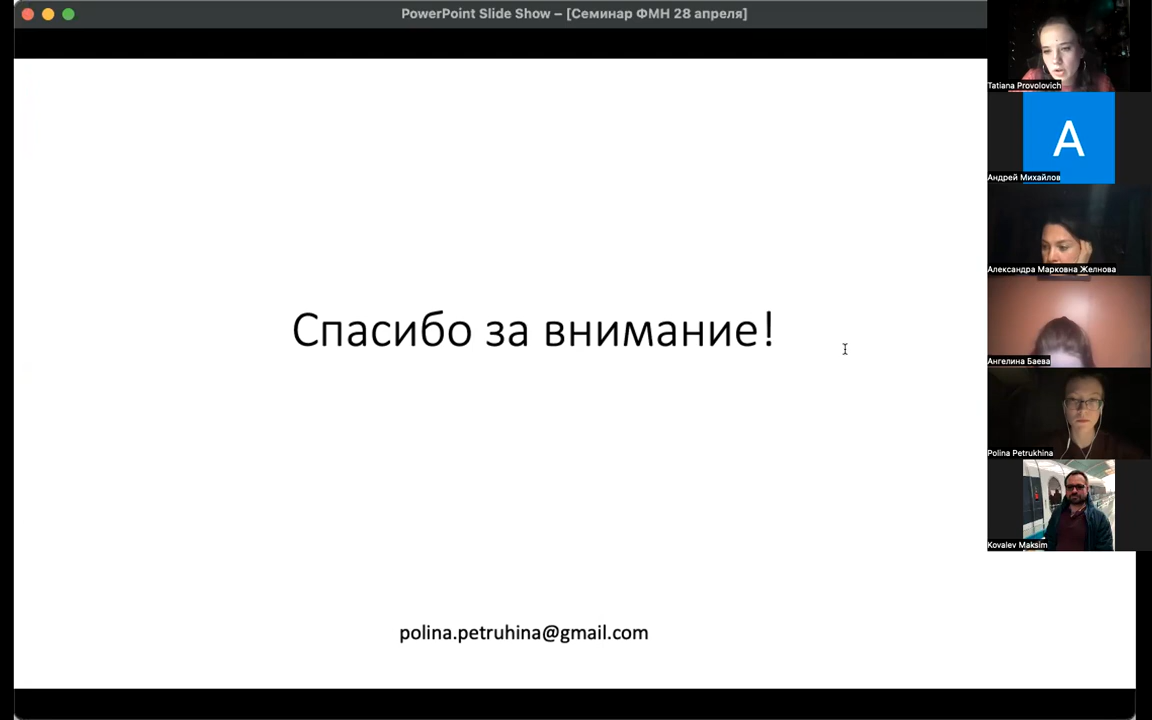 PowerPoint Slide Show – [Семинар ФМН 28 апреля]
Tatiana Provolovich
А
Андрей Михайлов
Александра Марковна Желнова
Ангелина Баева
Polina Petrukhina
Kovalev Maksim
Спасибо за внимание!
polina.petruhina@gmail.com